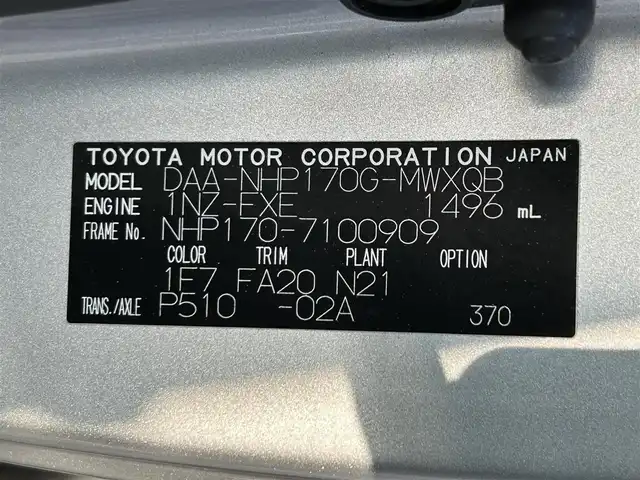 TOYOTA MOTOR CORPORATION JAPAN
MODEL DAA-NHP170G-MWXQB
ENGINE 1NZ-FXE 1496 mL
FRAME No. NHP170-7100909
COLOR TRIM PLANT OPTION
1F7 FA20 N21
TRANS./AXLE P510 -02A 370